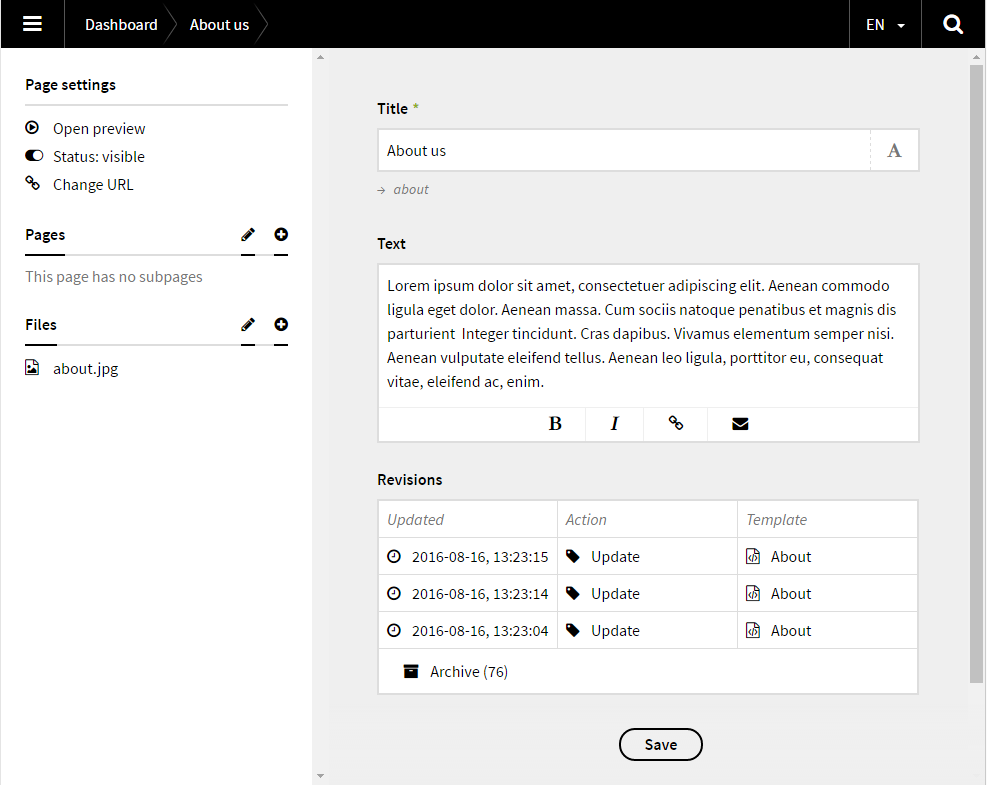 Dashboard
About us
EN
Page settings
Open preview
Status: visible
Change URL
Pages
This page has no subpages
Files
about.jpg
Title *
About us
A
→ about
Text
Lorem ipsum dolor sit amet, consectetuer adipiscing elit. Aenean commodo
ligula eget dolor. Aenean massa. Cum sociis natoque penatibus et magnis dis
parturient  Integer tincidunt. Cras dapibus. Vivamus elementum semper nisi.
Aenean vulputate eleifend tellus. Aenean leo ligula, porttitor eu, consequat
vitae, eleifend ac, enim.
B I
Revisions
Updated Action Template
2016-08-16, 13:23:15 Update About
2016-08-16, 13:23:14 Update About
2016-08-16, 13:23:04 Update About
Archive (76)
Save